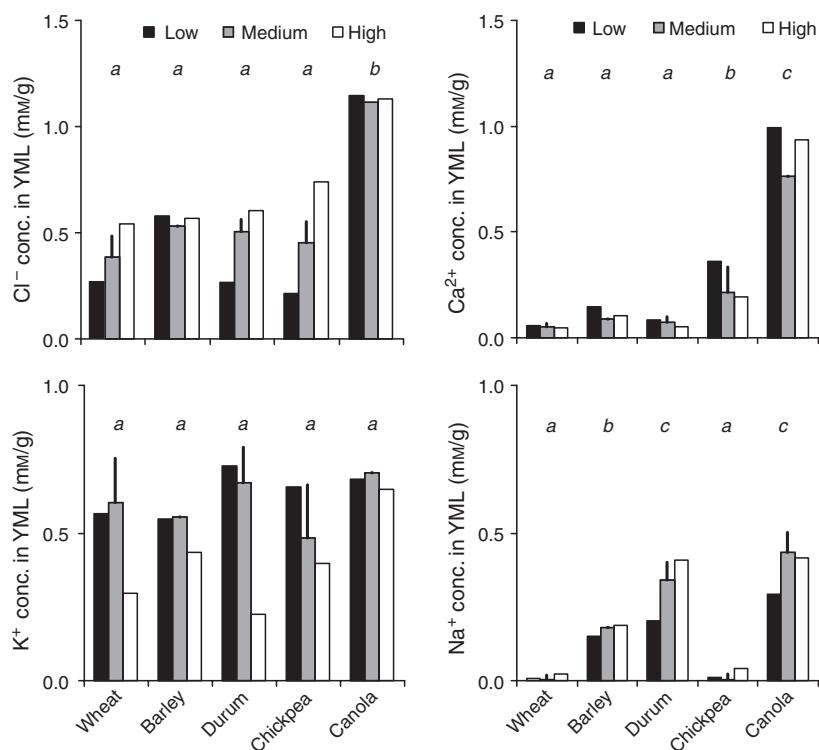 Cl⁻ conc. in YML (mM/g)
1.5
1.0
0.5
0.0
Low Medium High
a a a a b
Ca²⁺ conc. in YML (mM/g)
1.5
1.0
0.5
0.0
Low Medium High
a a a b c
K⁺ conc. in YML (mM/g)
1.0
0.5
0.0
a a a a a
Wheat
Barley
Durum
Chickpea
Canola
Na⁺ conc. in YML (mM/g)
1.0
0.5
0.0
a b c a c
Wheat
Barley
Durum
Chickpea
Canola